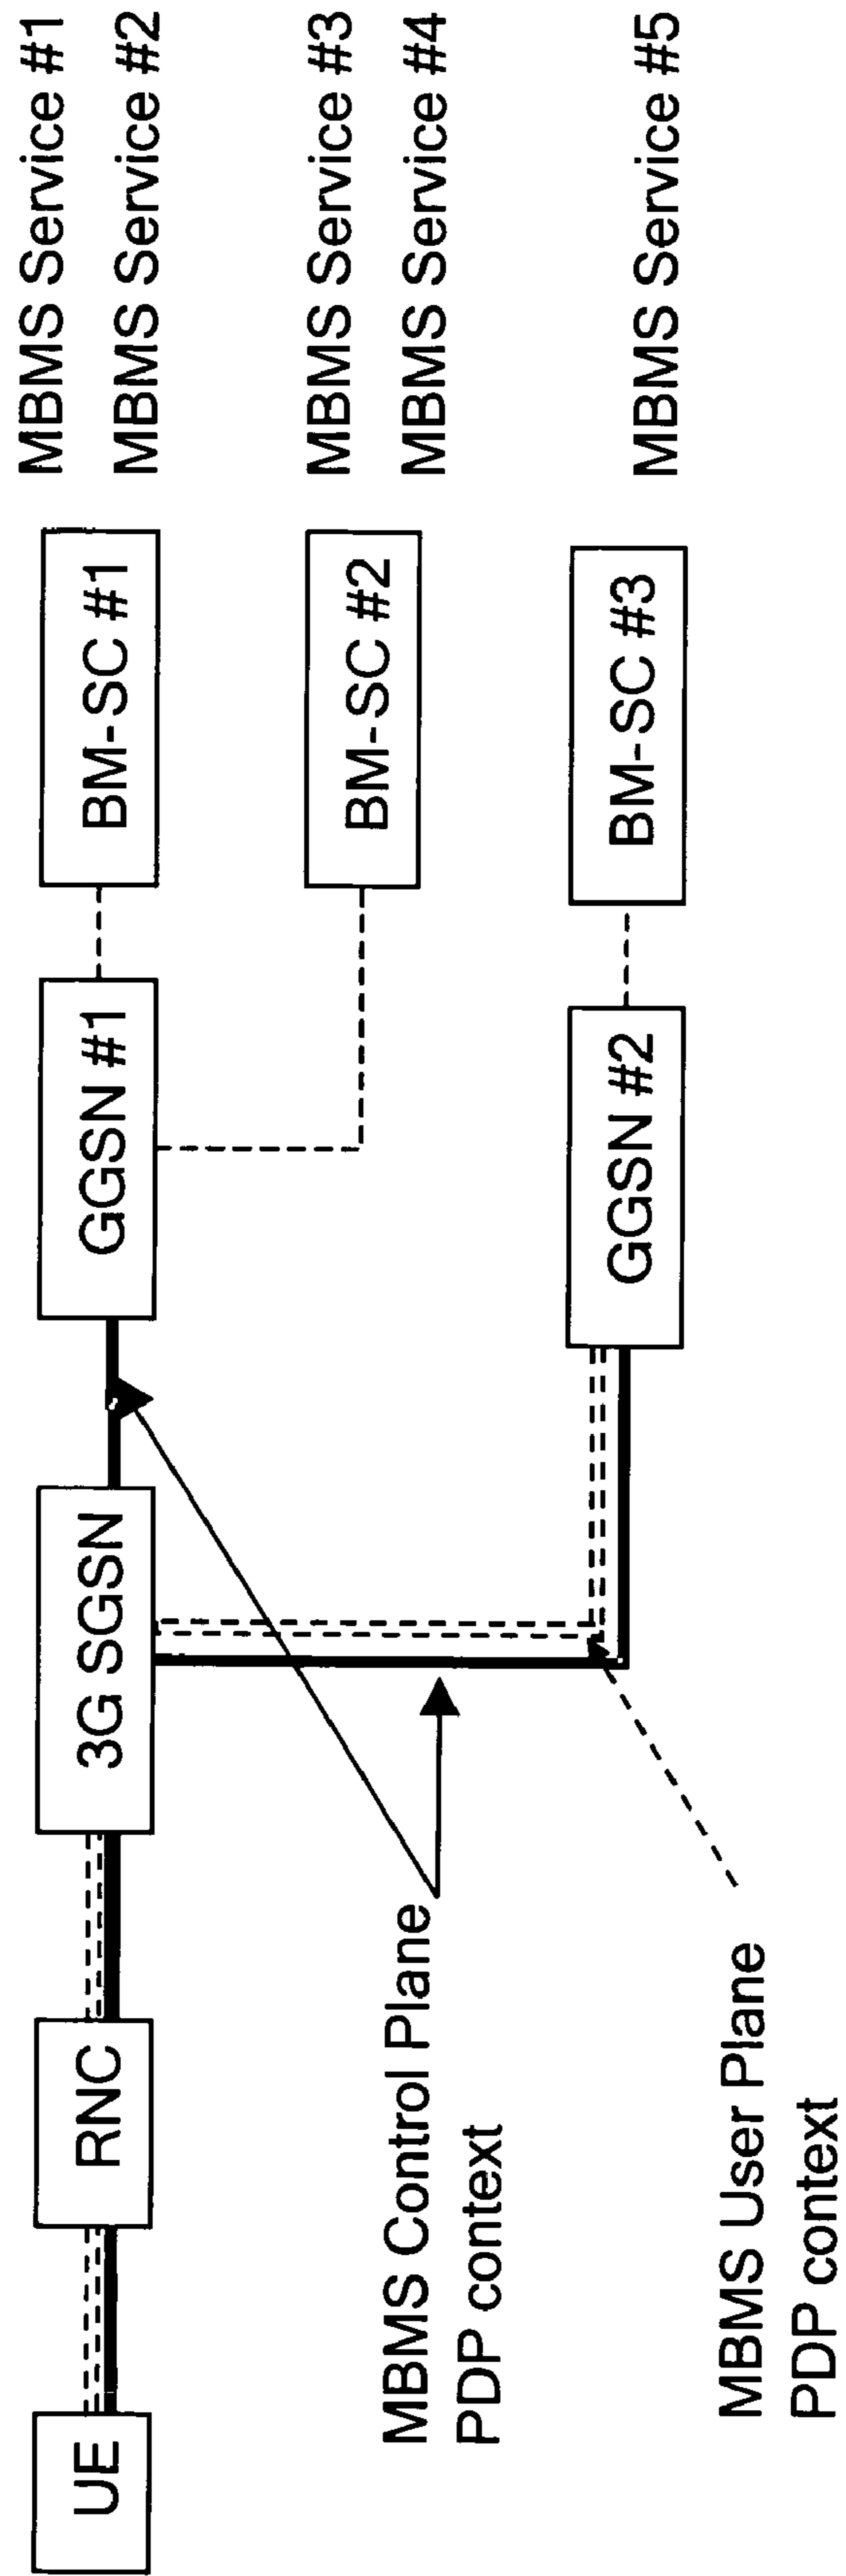 MBMS Service #1
MBMS Service #2
UE
RNC
3G SGSN
GGSN #1
BM-SC #1
MBMS Service #3
MBMS Service #4
BM-SC #2
MBMS Control Plane
PDP context
GGSN #2
BM-SC #3
MBMS Service #5
MBMS User Plane
PDP context